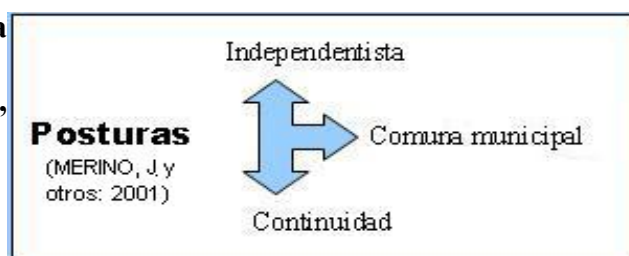 a
,
Independentista
Posturas
(MERINO, J. y
otros: 2001)
Comuna municipal
Continuidad